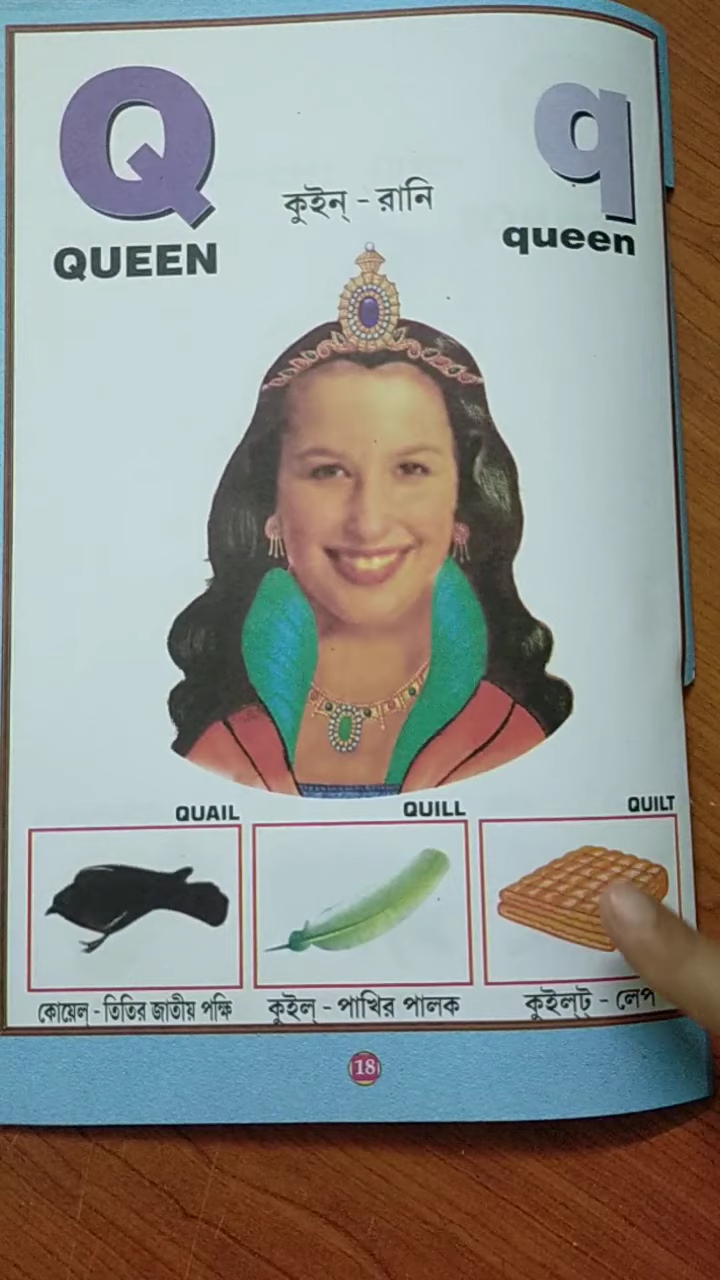 Q
q
QUEEN
কুইন্ - রানি
queen
QUAIL
QUILL
QUILT
কোয়েল্ - তিতির জাতীয় পক্ষি
কুইল্ - পাখির পালক
কুইল্ট্ - লেপ
18